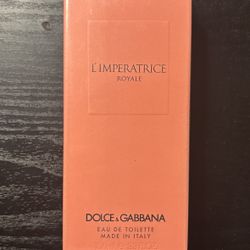 L'IMPERATRICE
ROYALE
DOLCE & GABBANA
EAU DE TOILETTE
MADE IN ITALY